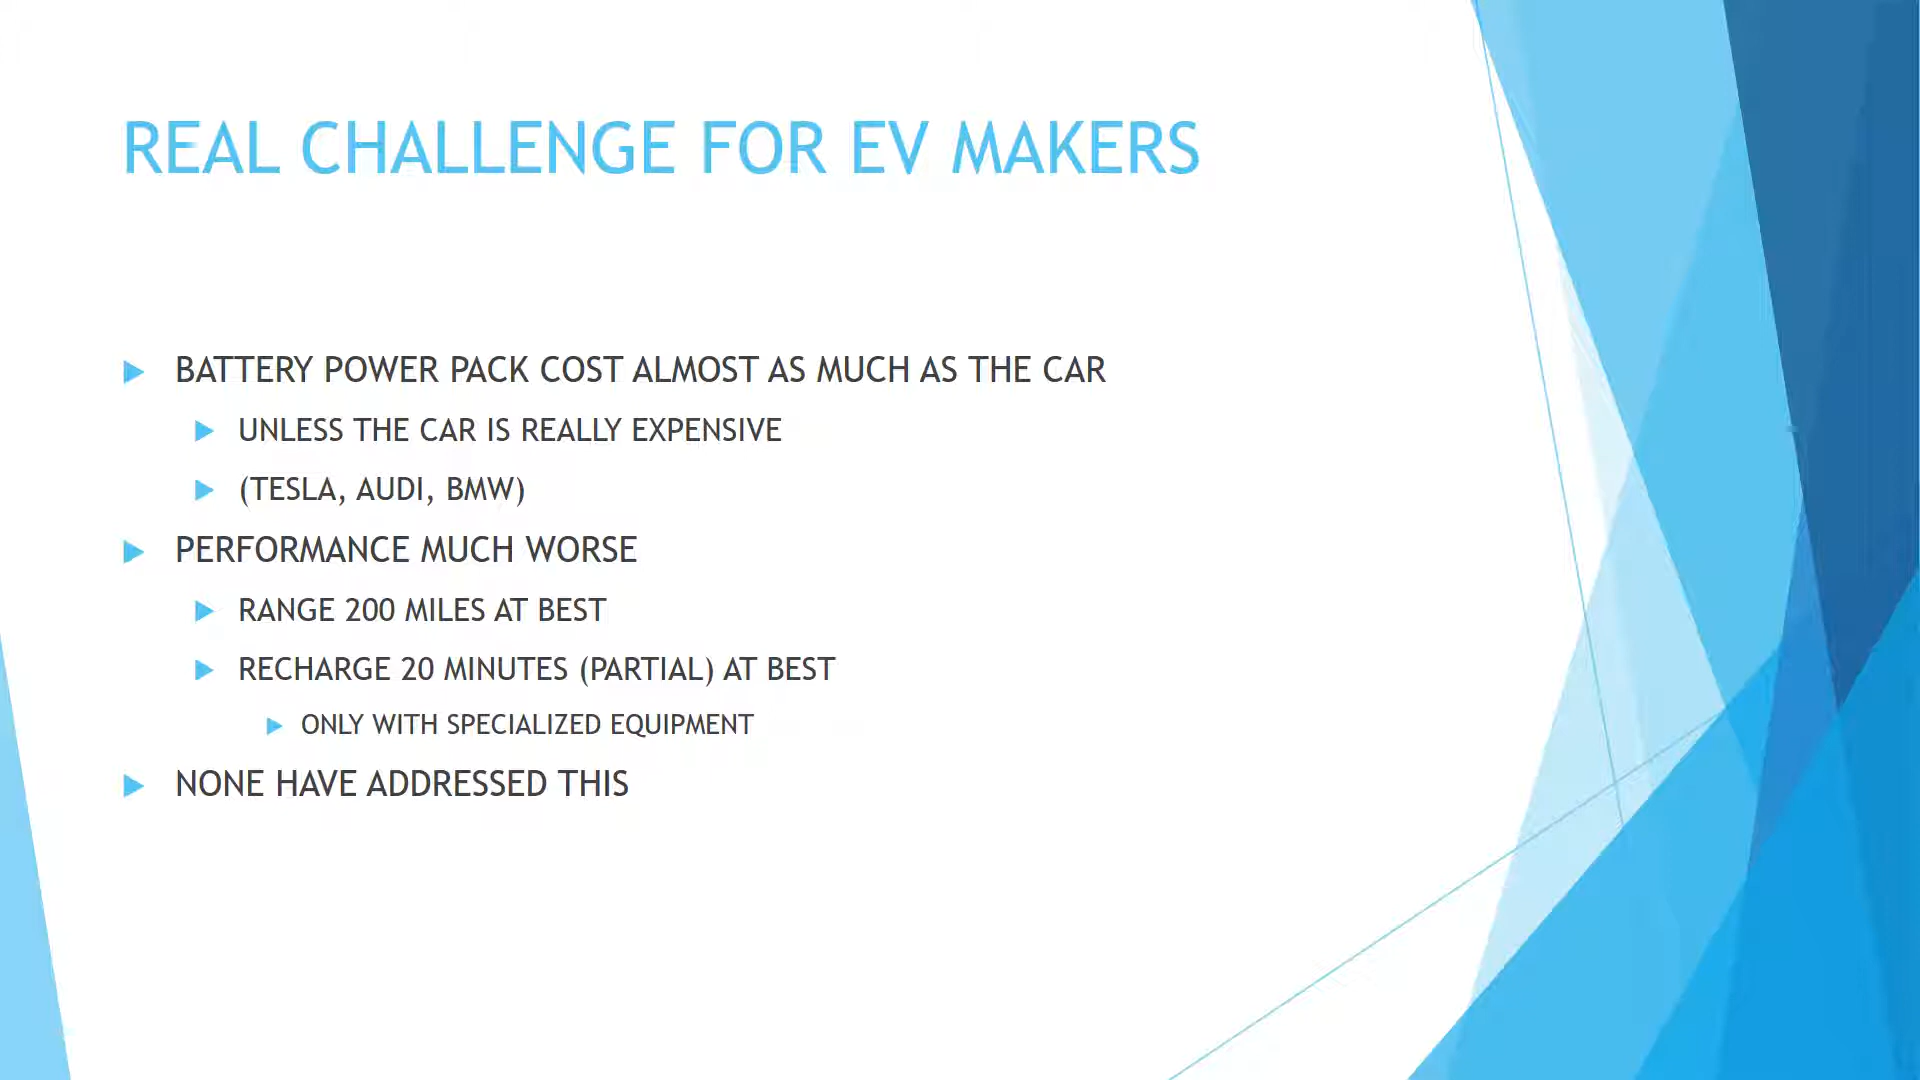 REAL CHALLENGE FOR EV MAKERS
BATTERY POWER PACK COST ALMOST AS MUCH AS THE CAR
UNLESS THE CAR IS REALLY EXPENSIVE
(TESLA, AUDI, BMW)
PERFORMANCE MUCH WORSE
RANGE 200 MILES AT BEST
RECHARGE 20 MINUTES (PARTIAL) AT BEST
ONLY WITH SPECIALIZED EQUIPMENT
NONE HAVE ADDRESSED THIS